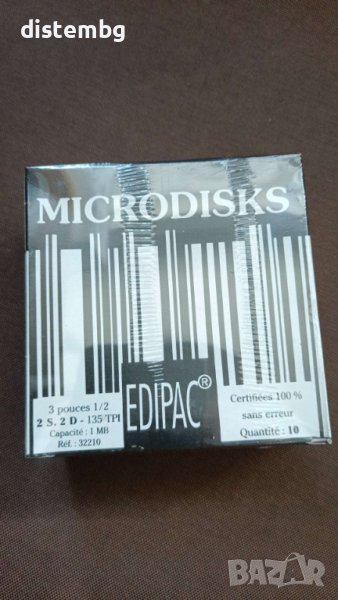 distembg
MICRODISKS
3 pouces 1/2
2 S. 2 D - 135 TPI
Capacité : 1 MB
Réf. : 32210
EDIPAC®
Certifiées 100 %
sans erreur
Quantité : 10
BAZAR